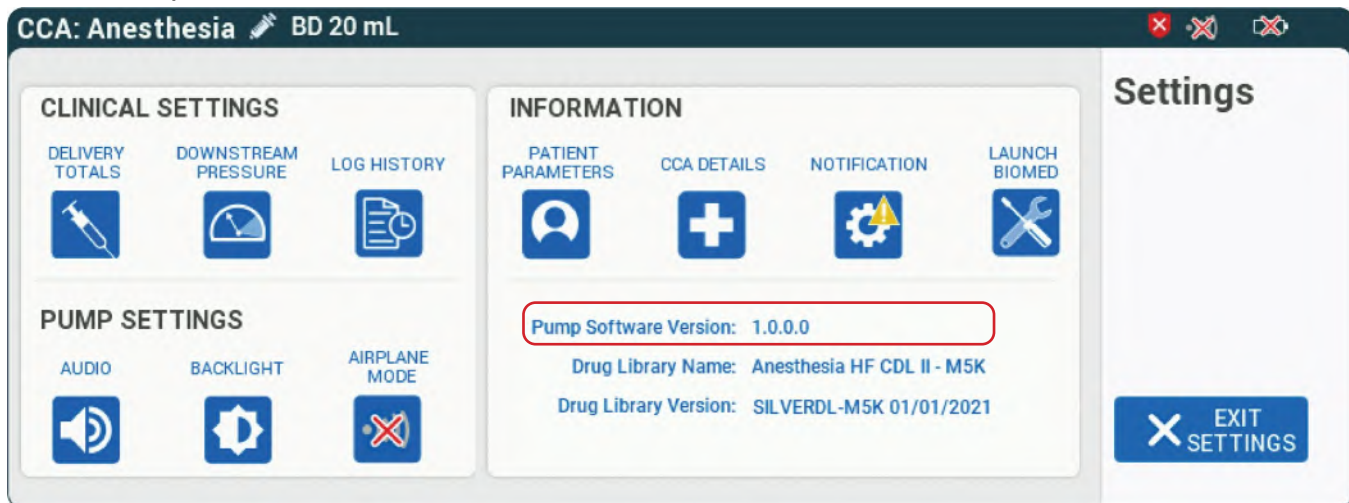 CCA: Anesthesia BD 20 mL
Settings
CLINICAL SETTINGS
DELIVERY
TOTALS
DOWNSTREAM
PRESSURE
LOG HISTORY
PUMP SETTINGS
AUDIO
BACKLIGHT
AIRPLANE
MODE
INFORMATION
PATIENT
PARAMETERS
CCA DETAILS
NOTIFICATION
LAUNCH
BIOMED
Pump Software Version: 1.0.0.0
Drug Library Name: Anesthesia HF CDL II - M5K
Drug Library Version: SILVERDL-M5K 01/01/2021
EXIT
SETTINGS